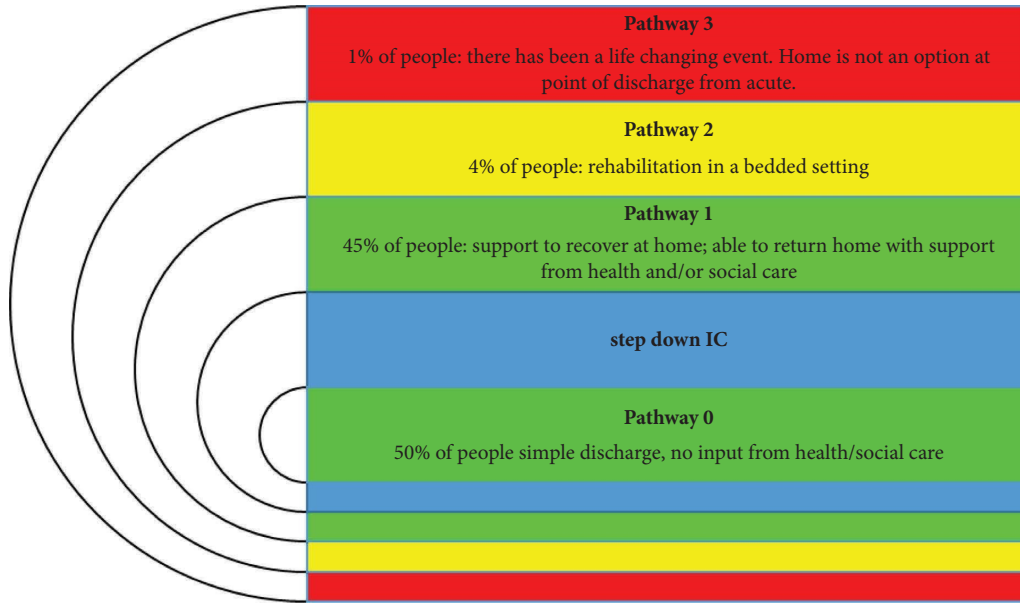 Pathway 3
1% of people: there has been a life changing event. Home is not an option at
point of discharge from acute.
Pathway 2
4% of people: rehabilitation in a bedded setting
Pathway 1
45% of people: support to recover at home; able to return home with support
from health and/or social care
step down IC
Pathway 0
50% of people simple discharge, no input from health/social care